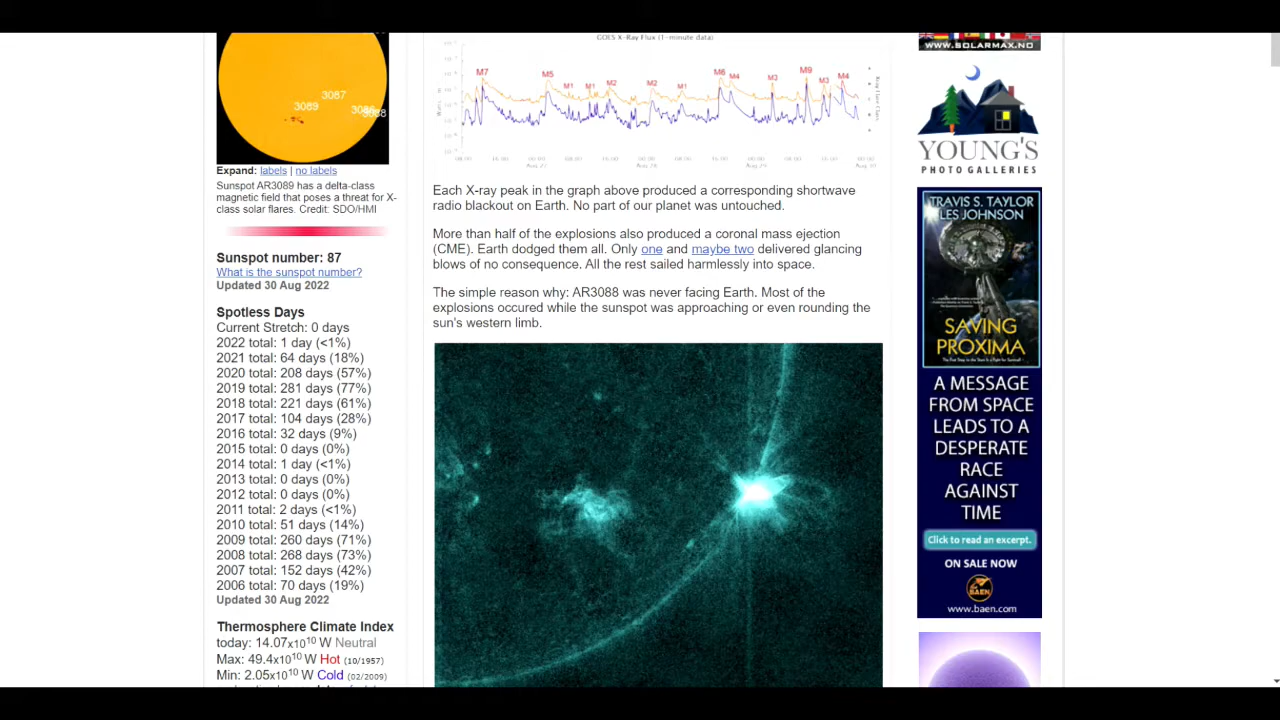 3087
3089
3088
Expand: labels | no labels
Sunspot AR3089 has a delta-class
magnetic field that poses a threat for X-
class solar flares. Credit: SDO/HMI
Sunspot number: 87
What is the sunspot number?
Updated 30 Aug 2022
Spotless Days
Current Stretch: 0 days
2022 total: 1 day (<1%)
2021 total: 64 days (18%)
2020 total: 208 days (57%)
2019 total: 281 days (77%)
2018 total: 221 days (61%)
2017 total: 104 days (28%)
2016 total: 32 days (9%)
2015 total: 0 days (0%)
2014 total: 1 day (<1%)
2013 total: 0 days (0%)
2012 total: 0 days (0%)
2011 total: 2 days (<1%)
2010 total: 51 days (14%)
2009 total: 260 days (71%)
2008 total: 268 days (73%)
2007 total: 152 days (42%)
2006 total: 70 days (19%)
Updated 30 Aug 2022
Thermosphere Climate Index
today: 14.07x10¹⁰ W Neutral
Max: 49.4x10¹⁰ W Hot (10/1957)
Min: 2.05x10¹⁰ W Cold (02/2009)
GOES X-Ray Flux (1-minute data)
M7 M5 M1 M1 M2 M2 M1 M6 M4 M3 M9 M3 M4
Each X-ray peak in the graph above produced a corresponding shortwave
radio blackout on Earth. No part of our planet was untouched.
More than half of the explosions also produced a coronal mass ejection
(CME). Earth dodged them all. Only one and maybe two delivered glancing
blows of no consequence. All the rest sailed harmlessly into space.
The simple reason why: AR3088 was never facing Earth. Most of the
explosions occured while the sunspot was approaching or even rounding the
sun's western limb.
WWW.SOLARMAX.NO
YOUNG'S
PHOTO GALLERIES
TRAVIS S. TAYLOR
LES JOHNSON
SAVING
PROXIMA
A MESSAGE
FROM SPACE
LEADS TO A
DESPERATE
RACE
AGAINST
TIME
Click to read an excerpt.
ON SALE NOW
BAEN
www.baen.com